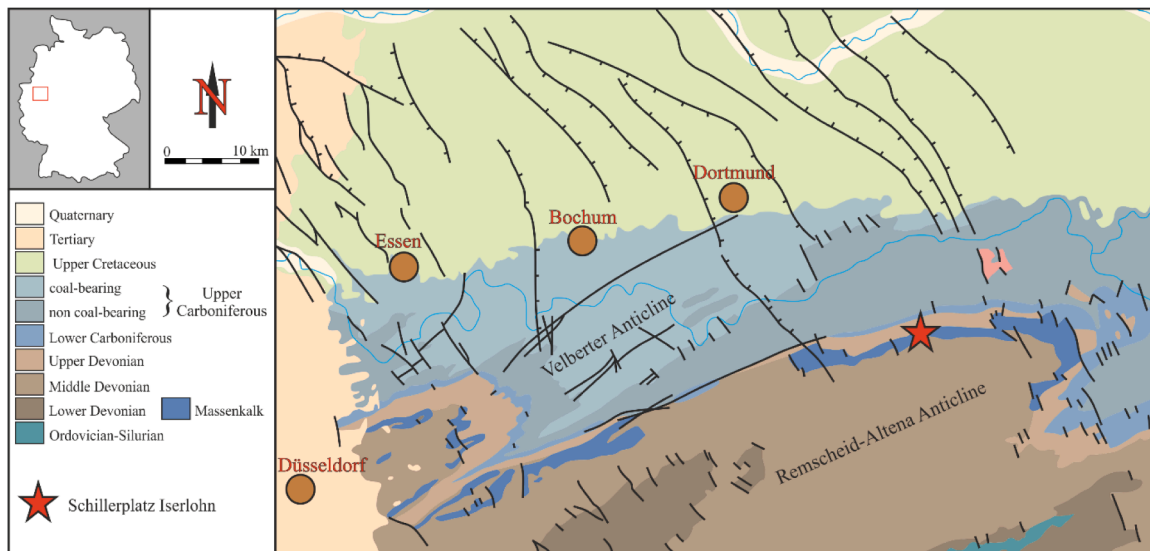 N
0 10 km
Quaternary
Tertiary
Upper Cretaceous
coal-bearing
non coal-bearing
} Upper
Carboniferous
Lower Carboniferous
Upper Devonian
Middle Devonian
Lower Devonian
Massenkalk
Ordovician-Silurian
Schillerplatz Iserlohn
Dortmund
Bochum
Essen
Velberter Anticline
Remscheid-Altena Anticline
Düsseldorf